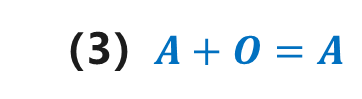 (3) A + O = A